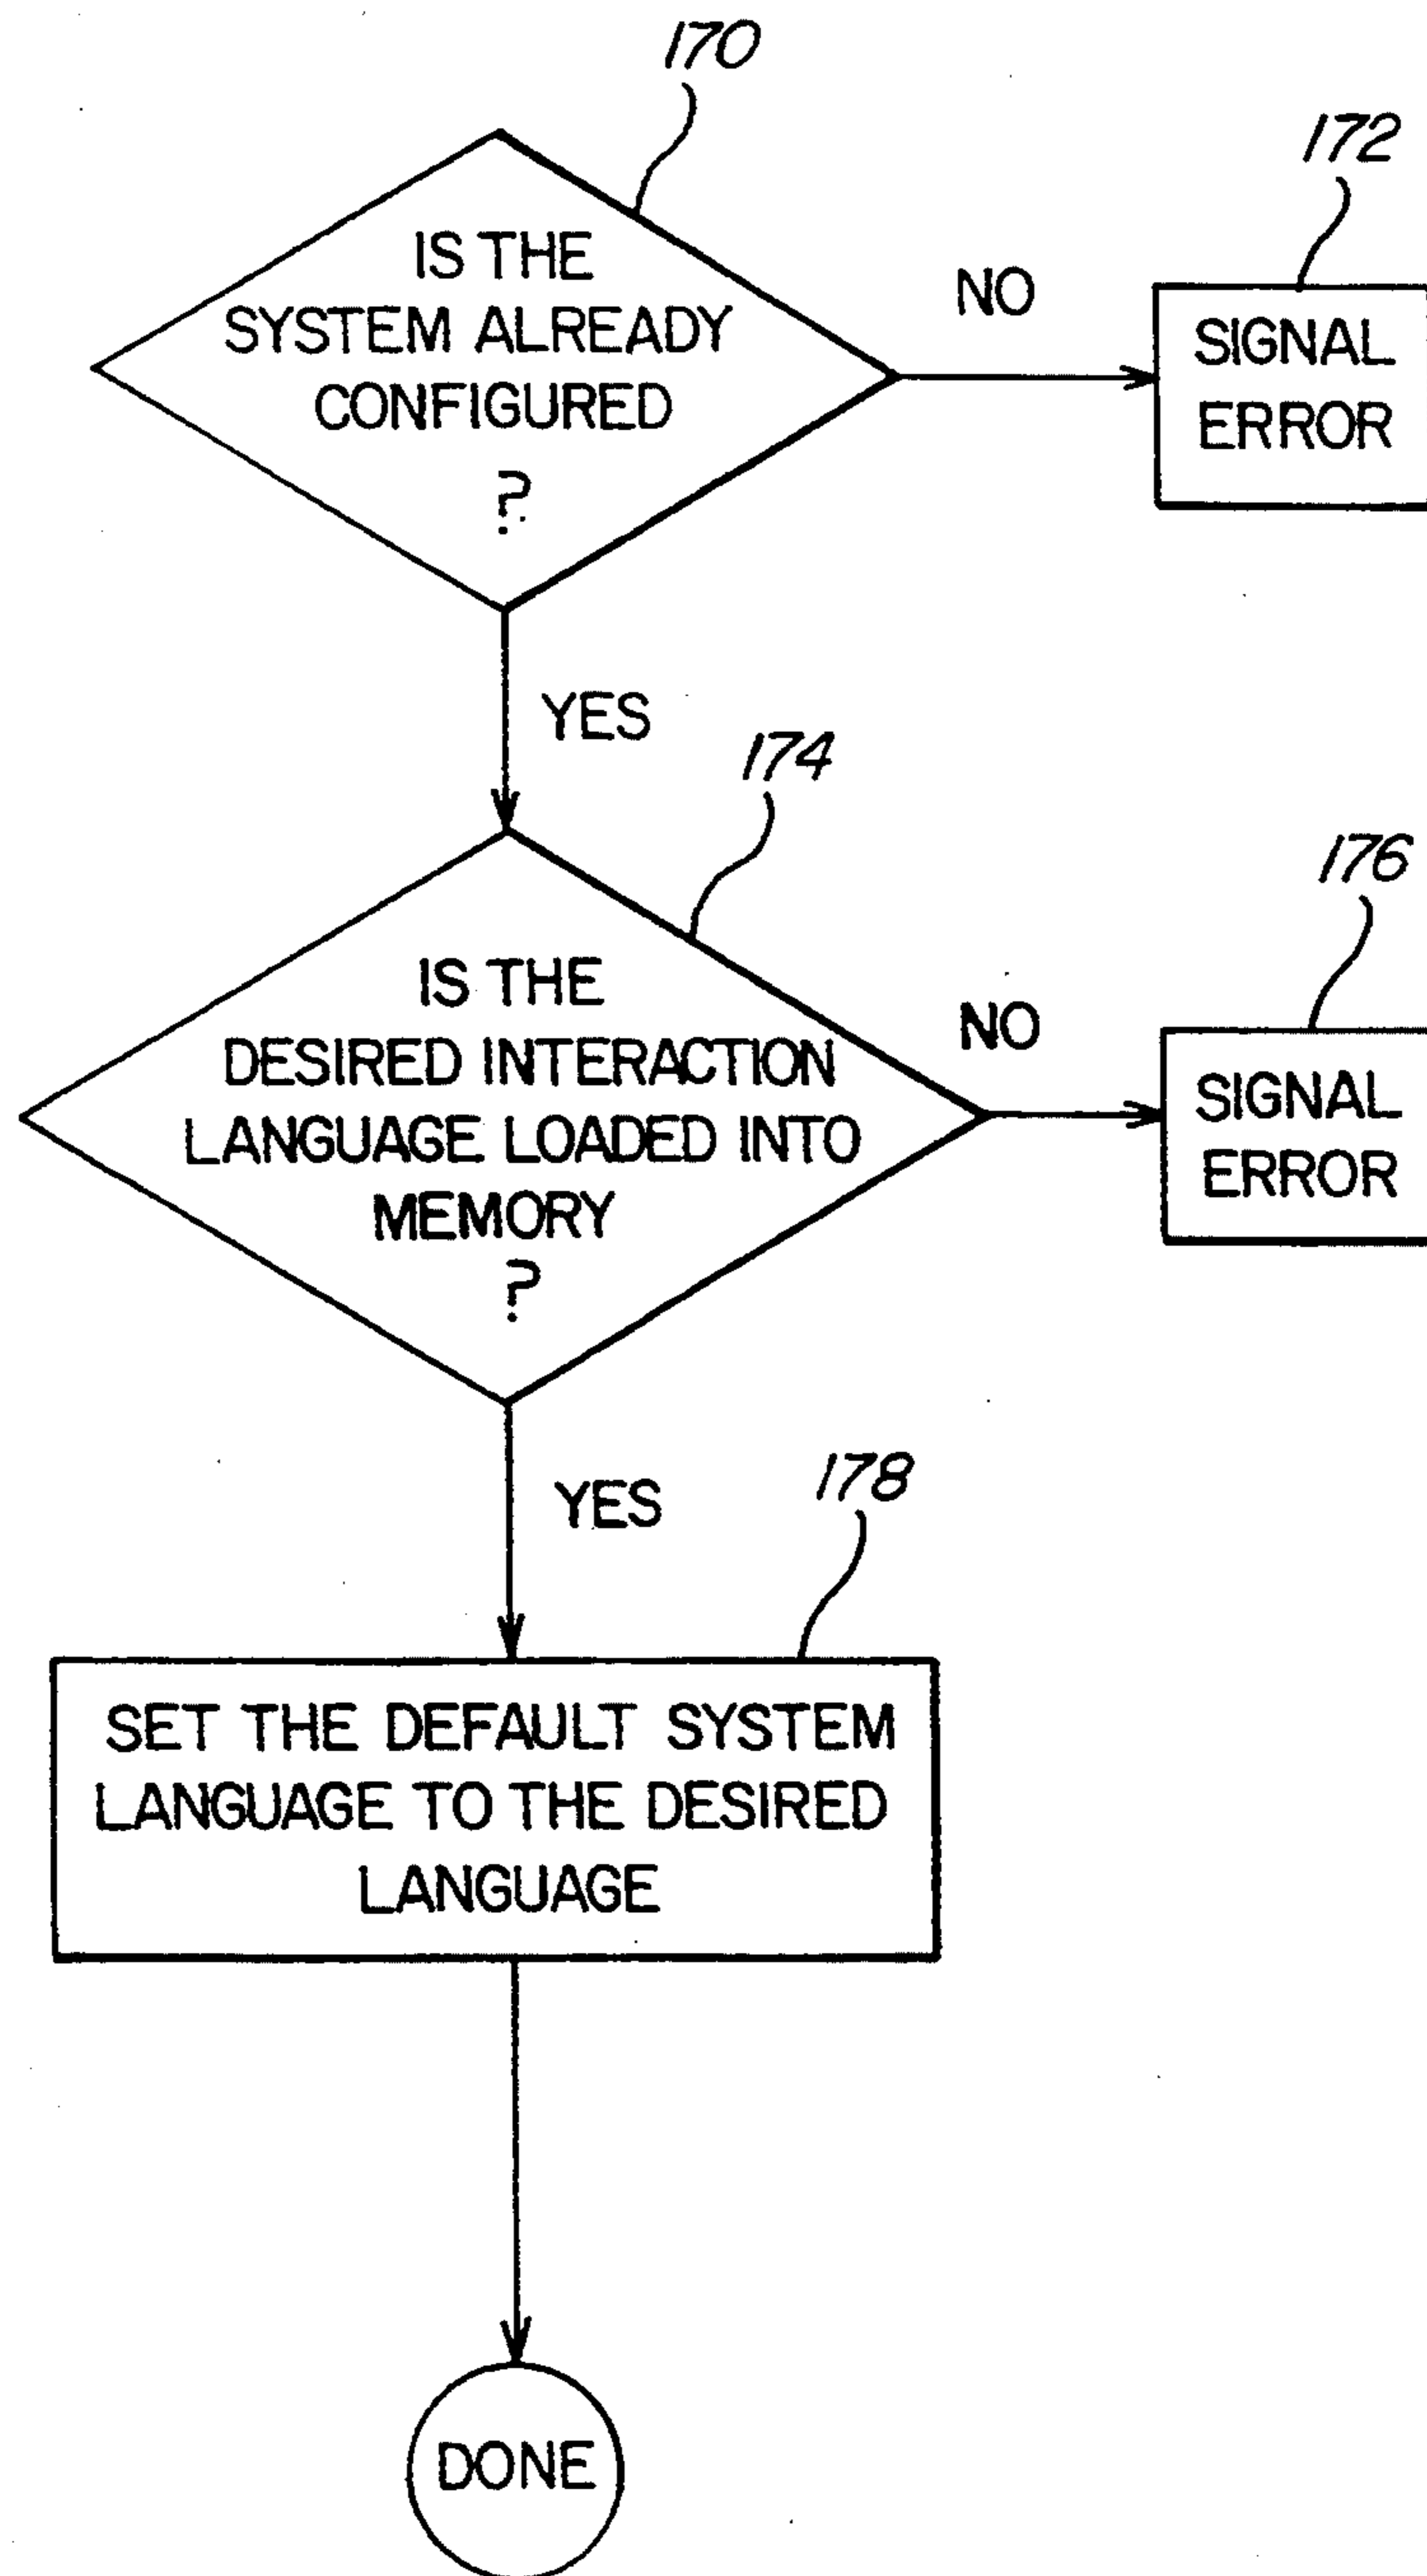 170
IS THE
SYSTEM ALREADY
CONFIGURED
?
NO
172
SIGNAL
ERROR
YES
174
IS THE
DESIRED INTERACTION
LANGUAGE LOADED INTO
MEMORY
?
NO
176
SIGNAL
ERROR
YES
178
SET THE DEFAULT SYSTEM
LANGUAGE TO THE DESIRED
LANGUAGE
DONE